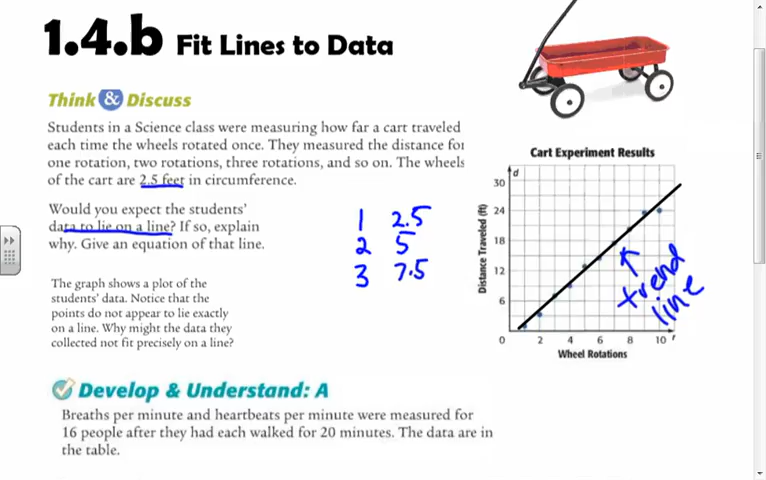 1.4.b Fit Lines to Data
Think & Discuss
Students in a Science class were measuring how far a cart traveled
each time the wheels rotated once. They measured the distance for
one rotation, two rotations, three rotations, and so on. The wheels
of the cart are 2.5 feet in circumference.
Would you expect the students'
data to lie on a line? If so, explain
why. Give an equation of that line.
1 2.5
2 5
3 7.5
The graph shows a plot of the
students' data. Notice that the
points do not appear to lie exactly
on a line. Why might the data they
collected not fit precisely on a line?
Cart Experiment Results
d
30
24
18
12
6
Distance Traveled (ft)
trend
line
0 2 4 6 8 10 r
Wheel Rotations
Develop & Understand: A
Breaths per minute and heartbeats per minute were measured for
16 people after they had each walked for 20 minutes. The data are in
the table.